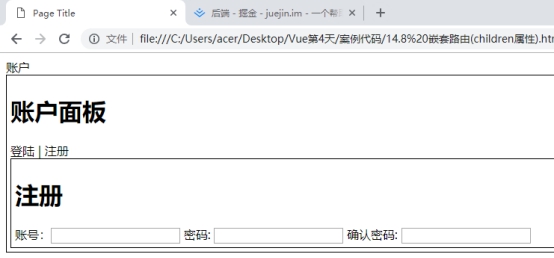 Page Title
后端 - 掘金 - juejin.im - 一个帮
文件 | file:///C:/Users/acer/Desktop/Vue第4天/案例代码/14.8%20嵌套路由(children属性).htm
账户
账户面板
登陆 | 注册
注册
账号: 密码: 确认密码: